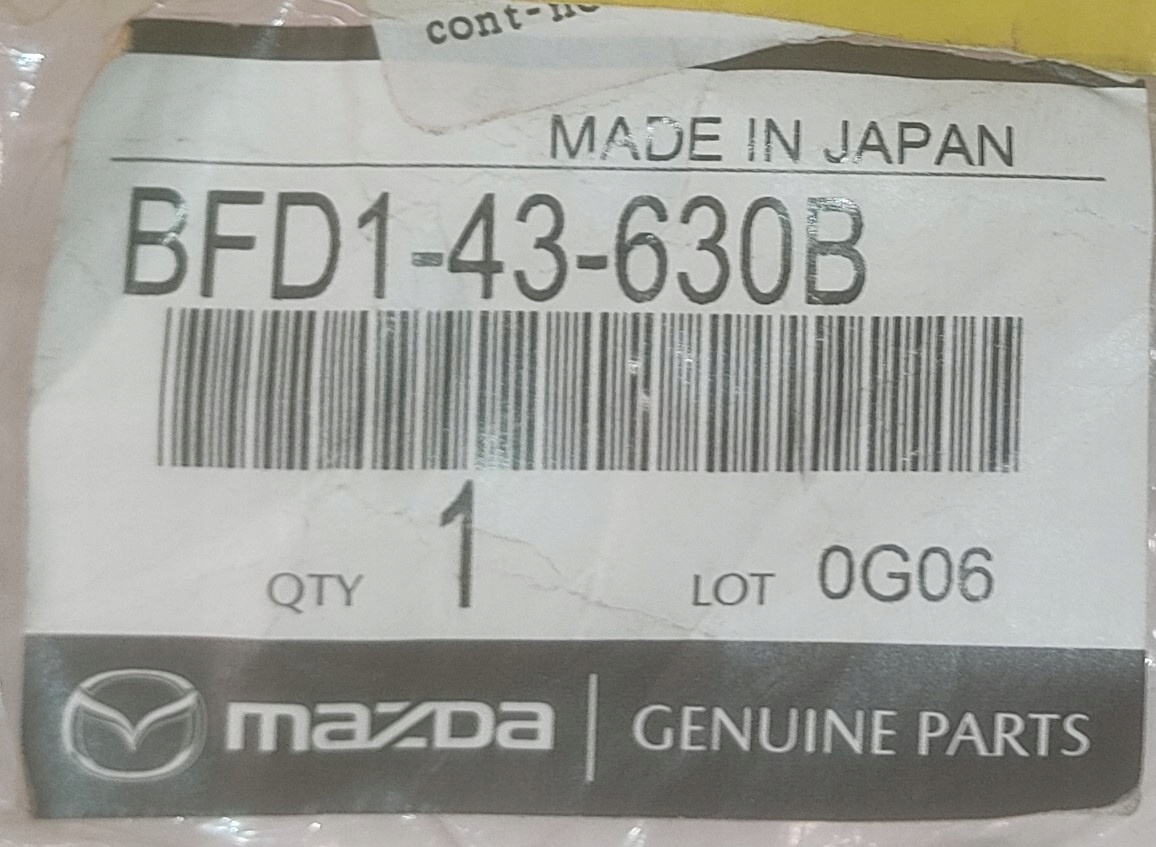 MADE IN JAPAN
BFD1-43-630B
QTY 1 LOT 0G06
mazda | GENUINE PARTS